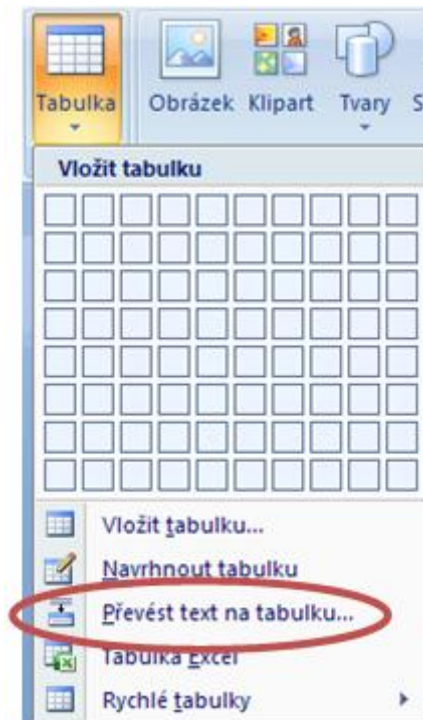 Tabulka Obrázek Klipart Tvary S
Vložit tabulku
Vložit tabulku...
Navrhnout tabulku
Převést text na tabulku...
Tabulka Excel
Rychlé tabulky